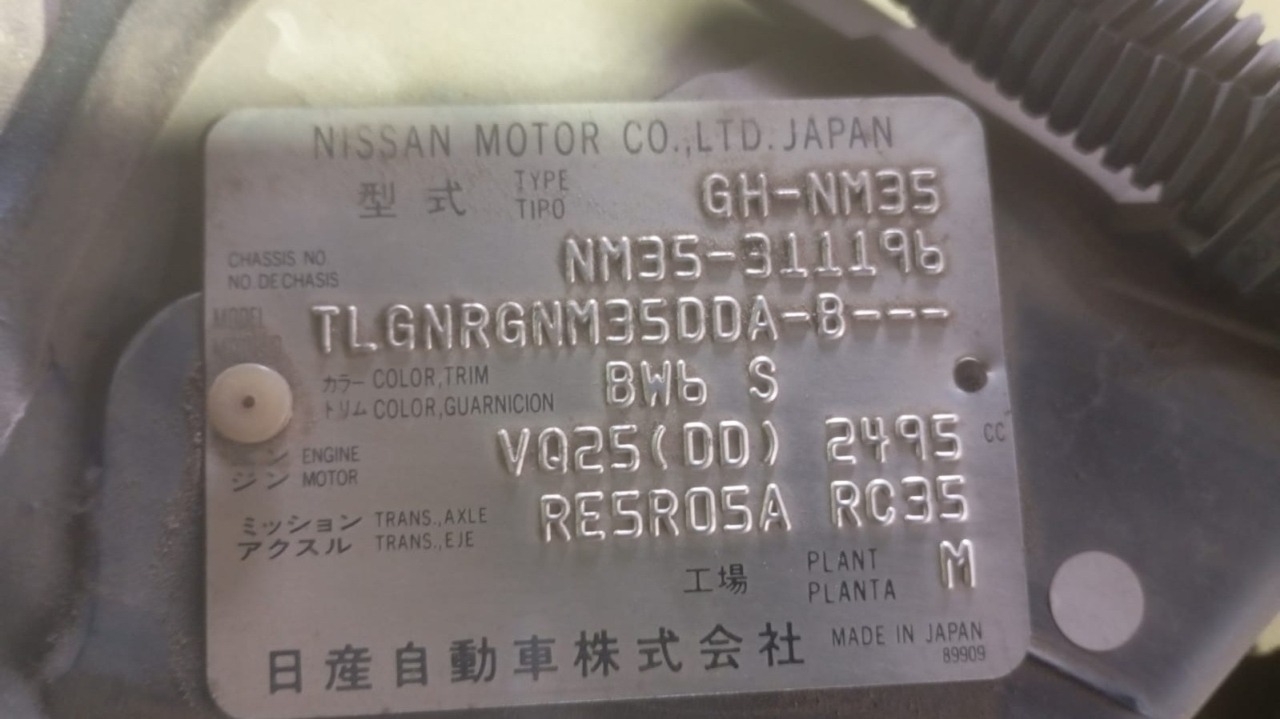 NISSAN MOTOR CO.,LTD. JAPAN
型式 TYPE TIPO GH-NM35
CHASSIS NO. NO. DE CHASIS NM35-311196
MODEL TLGNRGNM35DDA-B---
カラー COLOR,TRIM トリム COLOR,GUARNICION BW6 S
ENGINE ジン MOTOR VQ25(DD) 2495 CC
ミッション TRANS.,AXLE アクスル TRANS.,EJE RE5R05A RC35
工場 PLANT PLANTA M
日産自動車株式会社 MADE IN JAPAN
89909